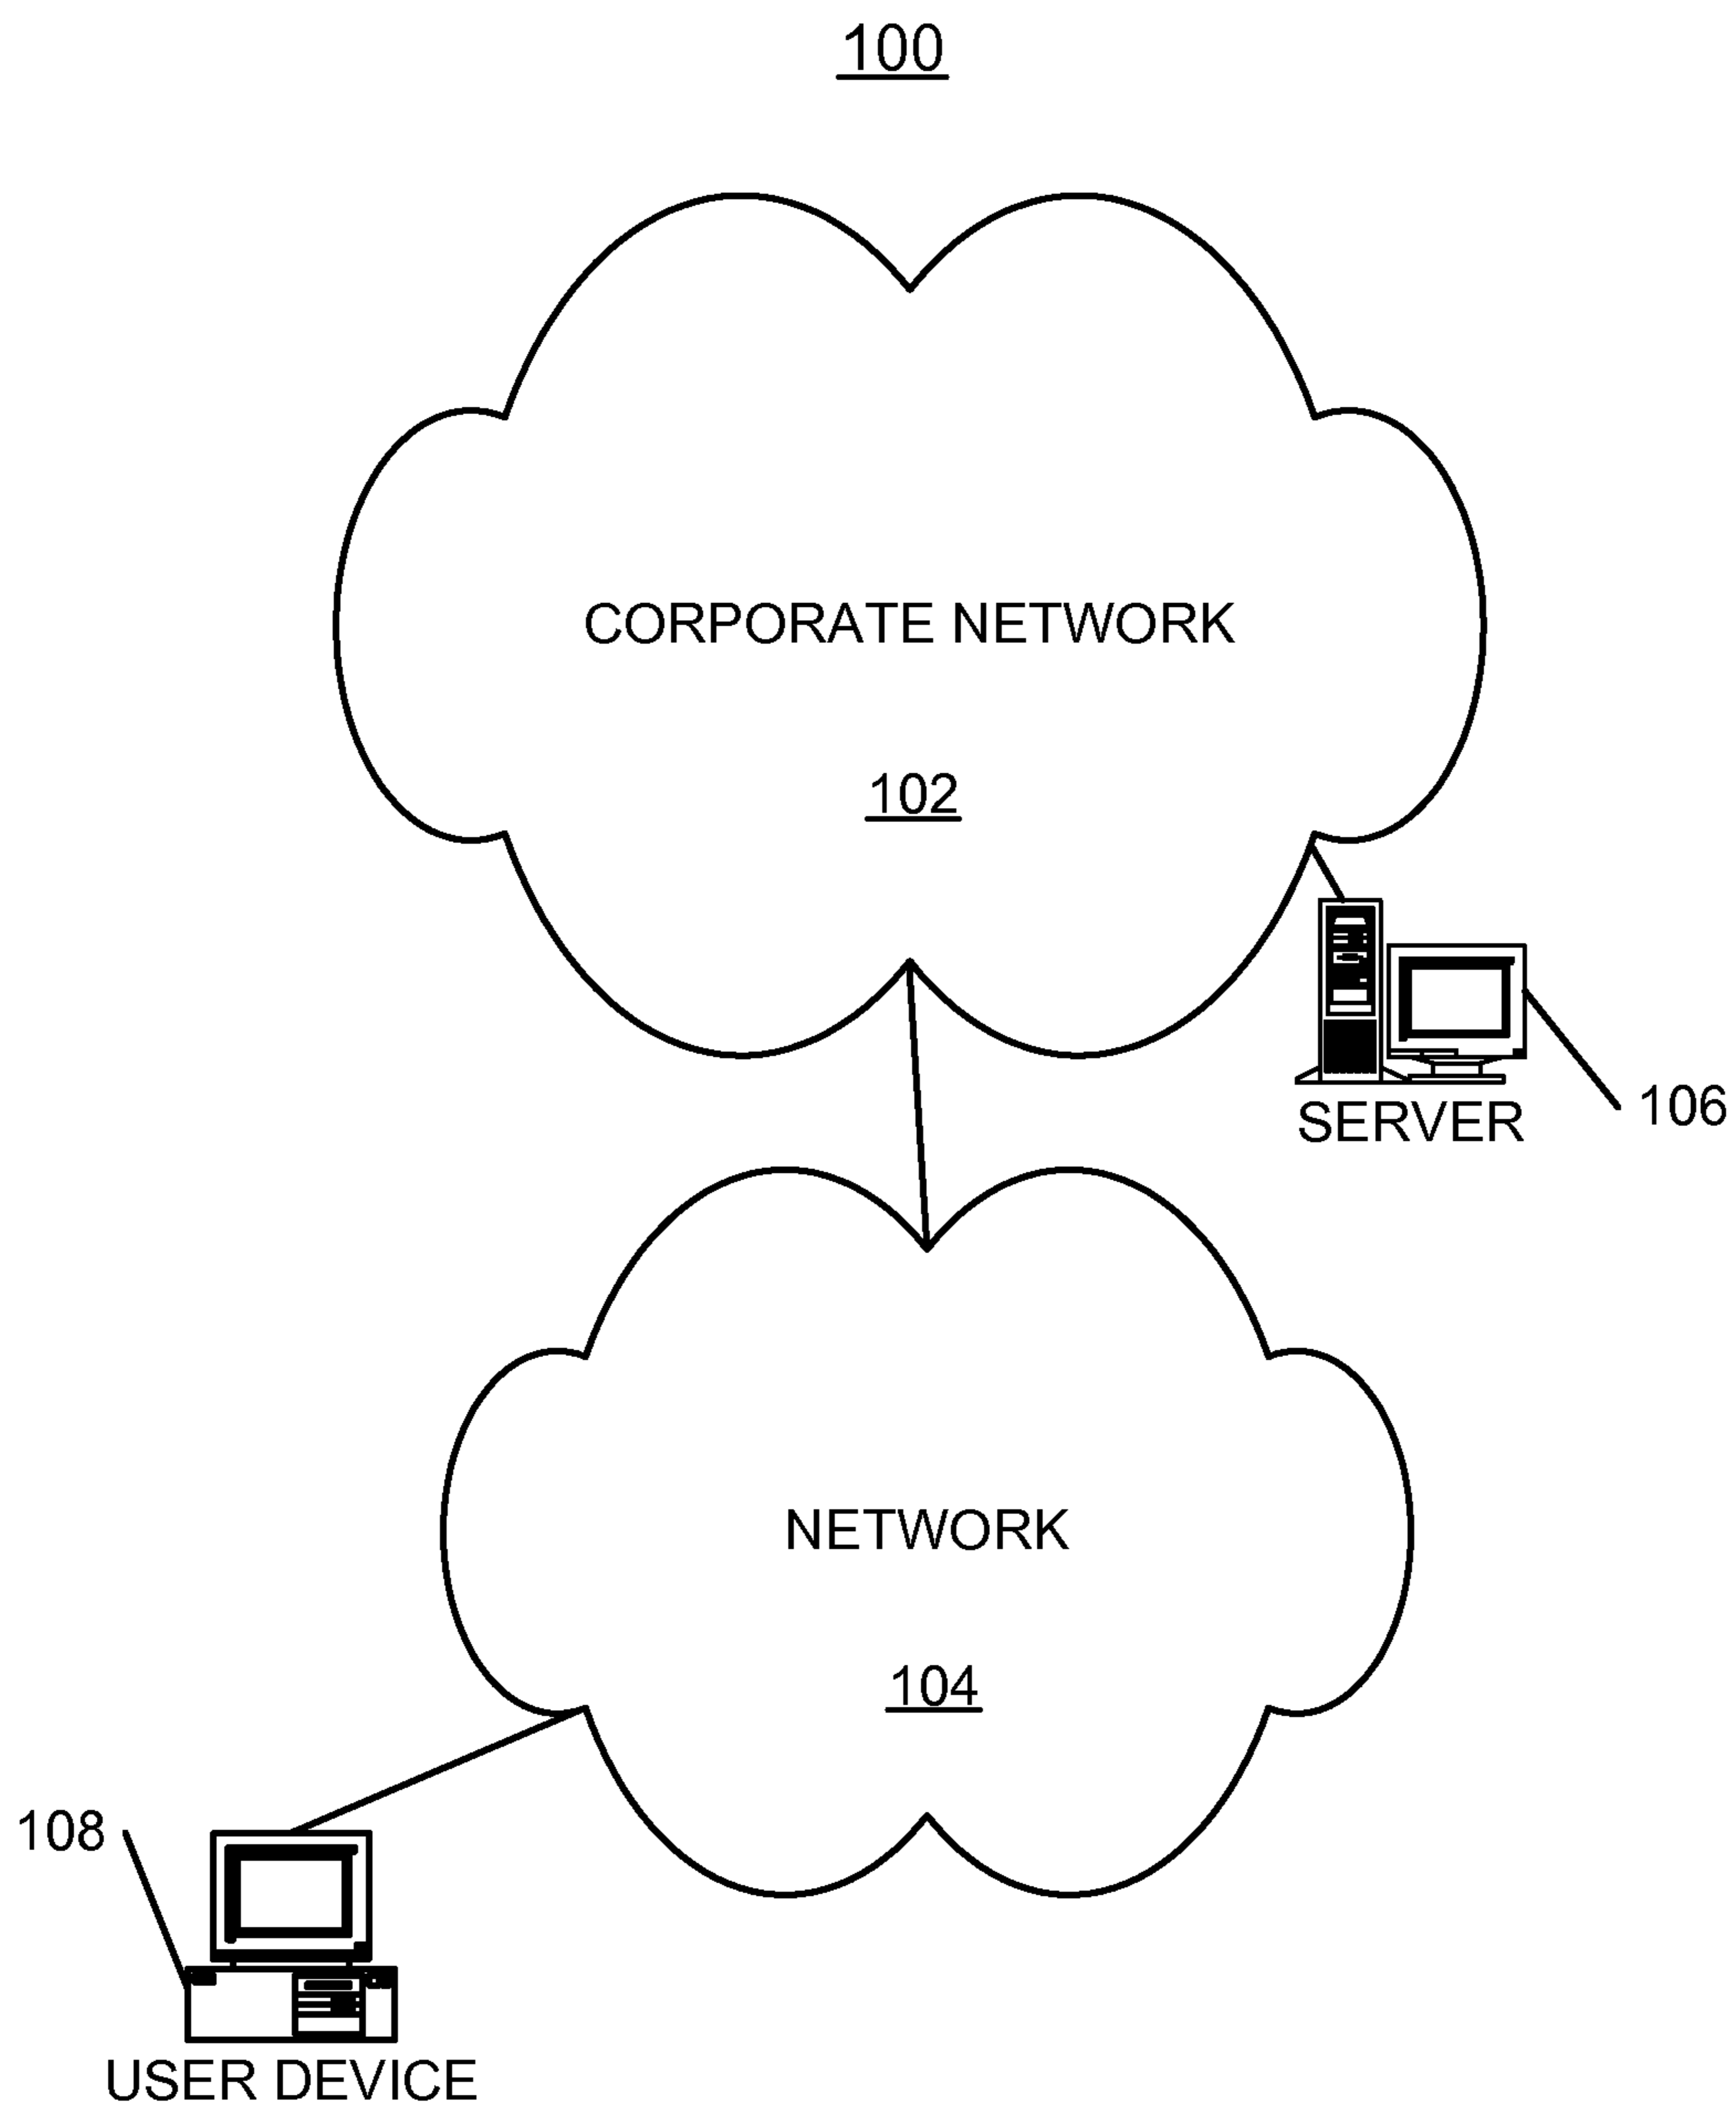 100
CORPORATE NETWORK
102
SERVER
106
NETWORK
104
108
USER DEVICE